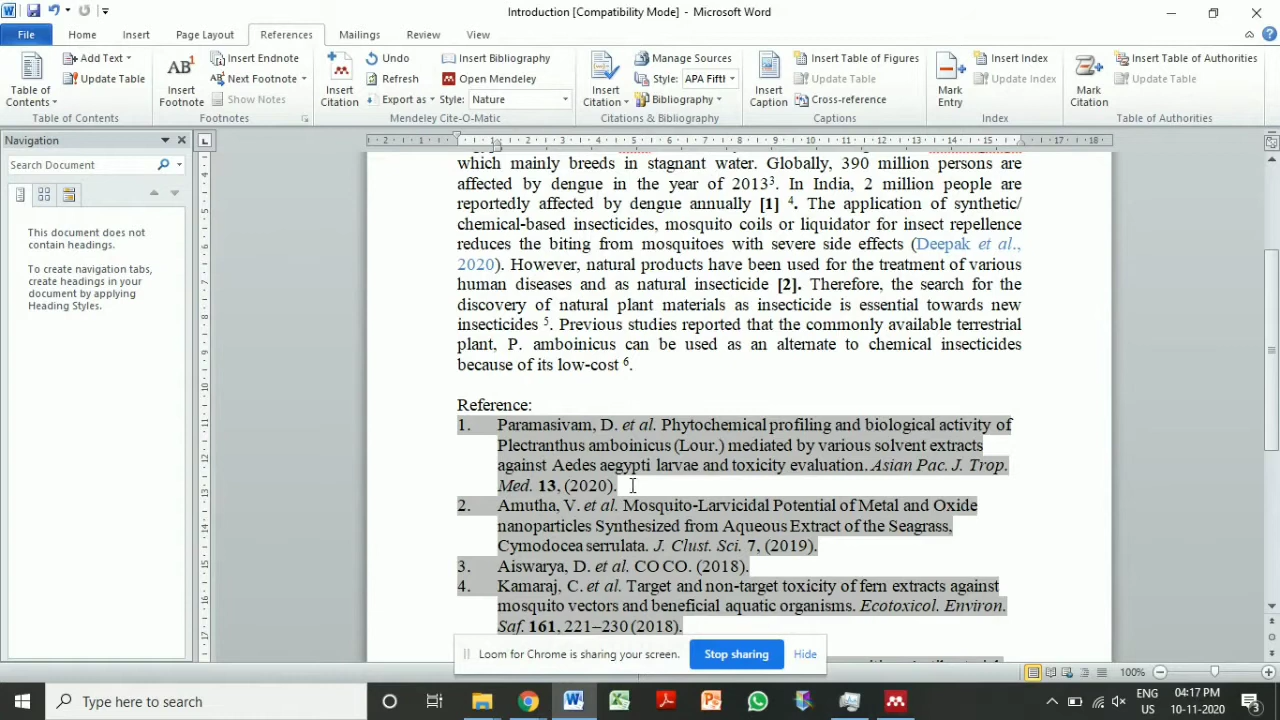 Introduction [Compatibility Mode] - Microsoft Word
File Home Insert Page Layout References Mailings Review View
Table of Contents
Add Text
Update Table
Table of Contents
AB1
Insert Footnote
Insert Endnote
Next Footnote
Show Notes
Footnotes
Insert Citation
Undo
Refresh
Export as
Insert Bibliography
Open Mendeley
Style: Nature
Mendeley Cite-O-Matic
Insert Citation
Manage Sources
Style: APA Fifth
Bibliography
Citations & Bibliography
Insert Caption
Insert Table of Figures
Update Table
Cross-reference
Captions
Mark Entry
Insert Index
Update Index
Index
Mark Citation
Insert Table of Authorities
Update Table
Table of Authorities
Navigation
Search Document
This document does not
contain headings.
To create navigation tabs,
create headings in your
document by applying
Heading Styles.
which mainly breeds in stagnant water. Globally, 390 million persons are
affected by dengue in the year of 2013³. In India, 2 million people are
reportedly affected by dengue annually [1] ⁴. The application of synthetic/
chemical-based insecticides, mosquito coils or liquidator for insect repellence
reduces the biting from mosquitoes with severe side effects (Deepak et al.,
2020). However, natural products have been used for the treatment of various
human diseases and as natural insecticide [2]. Therefore, the search for the
discovery of natural plant materials as insecticide is essential towards new
insecticides ⁵. Previous studies reported that the commonly available terrestrial
plant, P. amboinicus can be used as an alternate to chemical insecticides
because of its low-cost ⁶.
Reference:
1. Paramasivam, D. et al. Phytochemical profiling and biological activity of
Plectranthus amboinicus (Lour.) mediated by various solvent extracts
against Aedes aegypti larvae and toxicity evaluation. Asian Pac. J. Trop.
Med. 13, (2020).
2. Amutha, V. et al. Mosquito-Larvicidal Potential of Metal and Oxide
nanoparticles Synthesized from Aqueous Extract of the Seagrass,
Cymodocea serrulata. J. Clust. Sci. 7, (2019).
3. Aiswarya, D. et al. CO CO. (2018).
4. Kamaraj, C. et al. Target and non-target toxicity of fern extracts against
mosquito vectors and beneficial aquatic organisms. Ecotoxicol. Environ.
Saf. 161, 221–230 (2018).
Loom for Chrome is sharing your screen. Stop sharing Hide
100%
Type here to search
ENG US
04:17 PM
10-11-2020
3